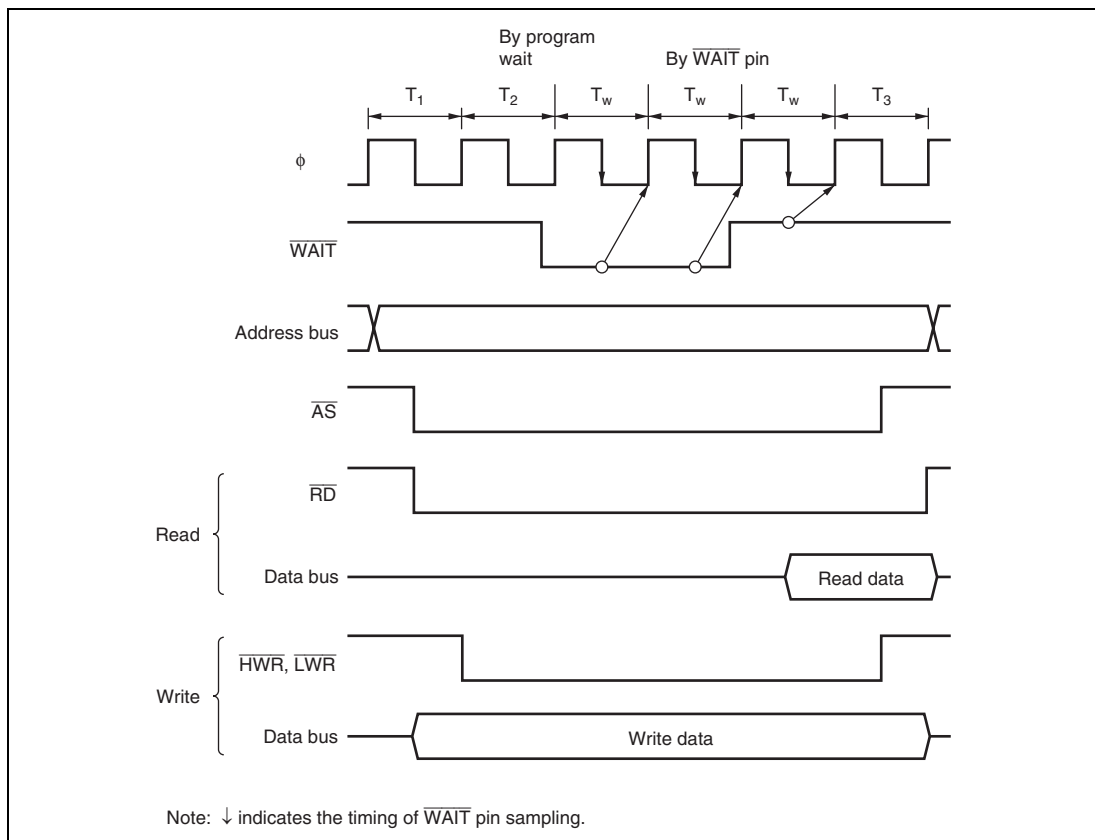 By program
wait
By WAIT pin
T1 T2 Tw Tw Tw T3
ϕ
WAIT
Address bus
AS
RD
Read
Data bus
Read data
HWR, LWR
Write
Data bus
Write data
Note: ↓ indicates the timing of WAIT pin sampling.